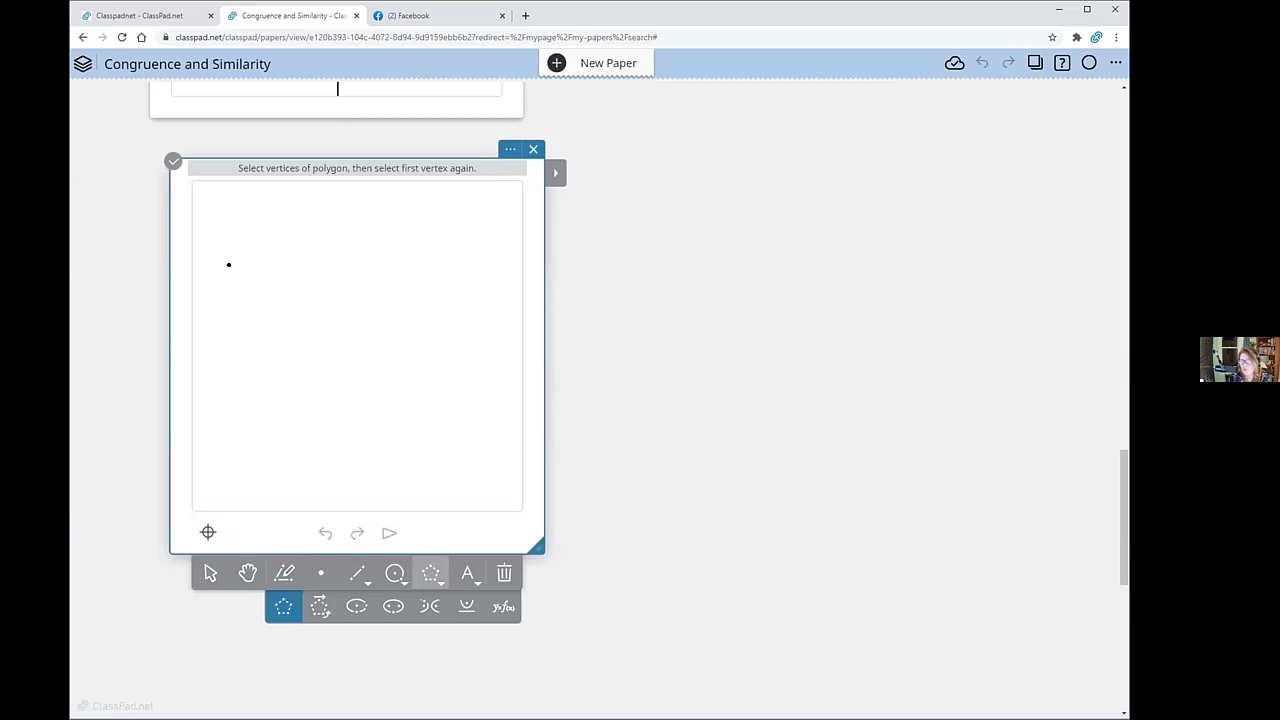 Classpadnet - ClassPad.net
Congruence and Similarity - Clas
(2) Facebook
classpad.net/classpad/papers/view/e120b393-104c-4072-8d94-9d9159ebb6b2?redirect=%2Fmypage%2Fmy-papers%2Fsearch#
Congruence and Similarity
New Paper
Select vertices of polygon, then select first vertex again.
A
y=f(x)
ClassPad.net